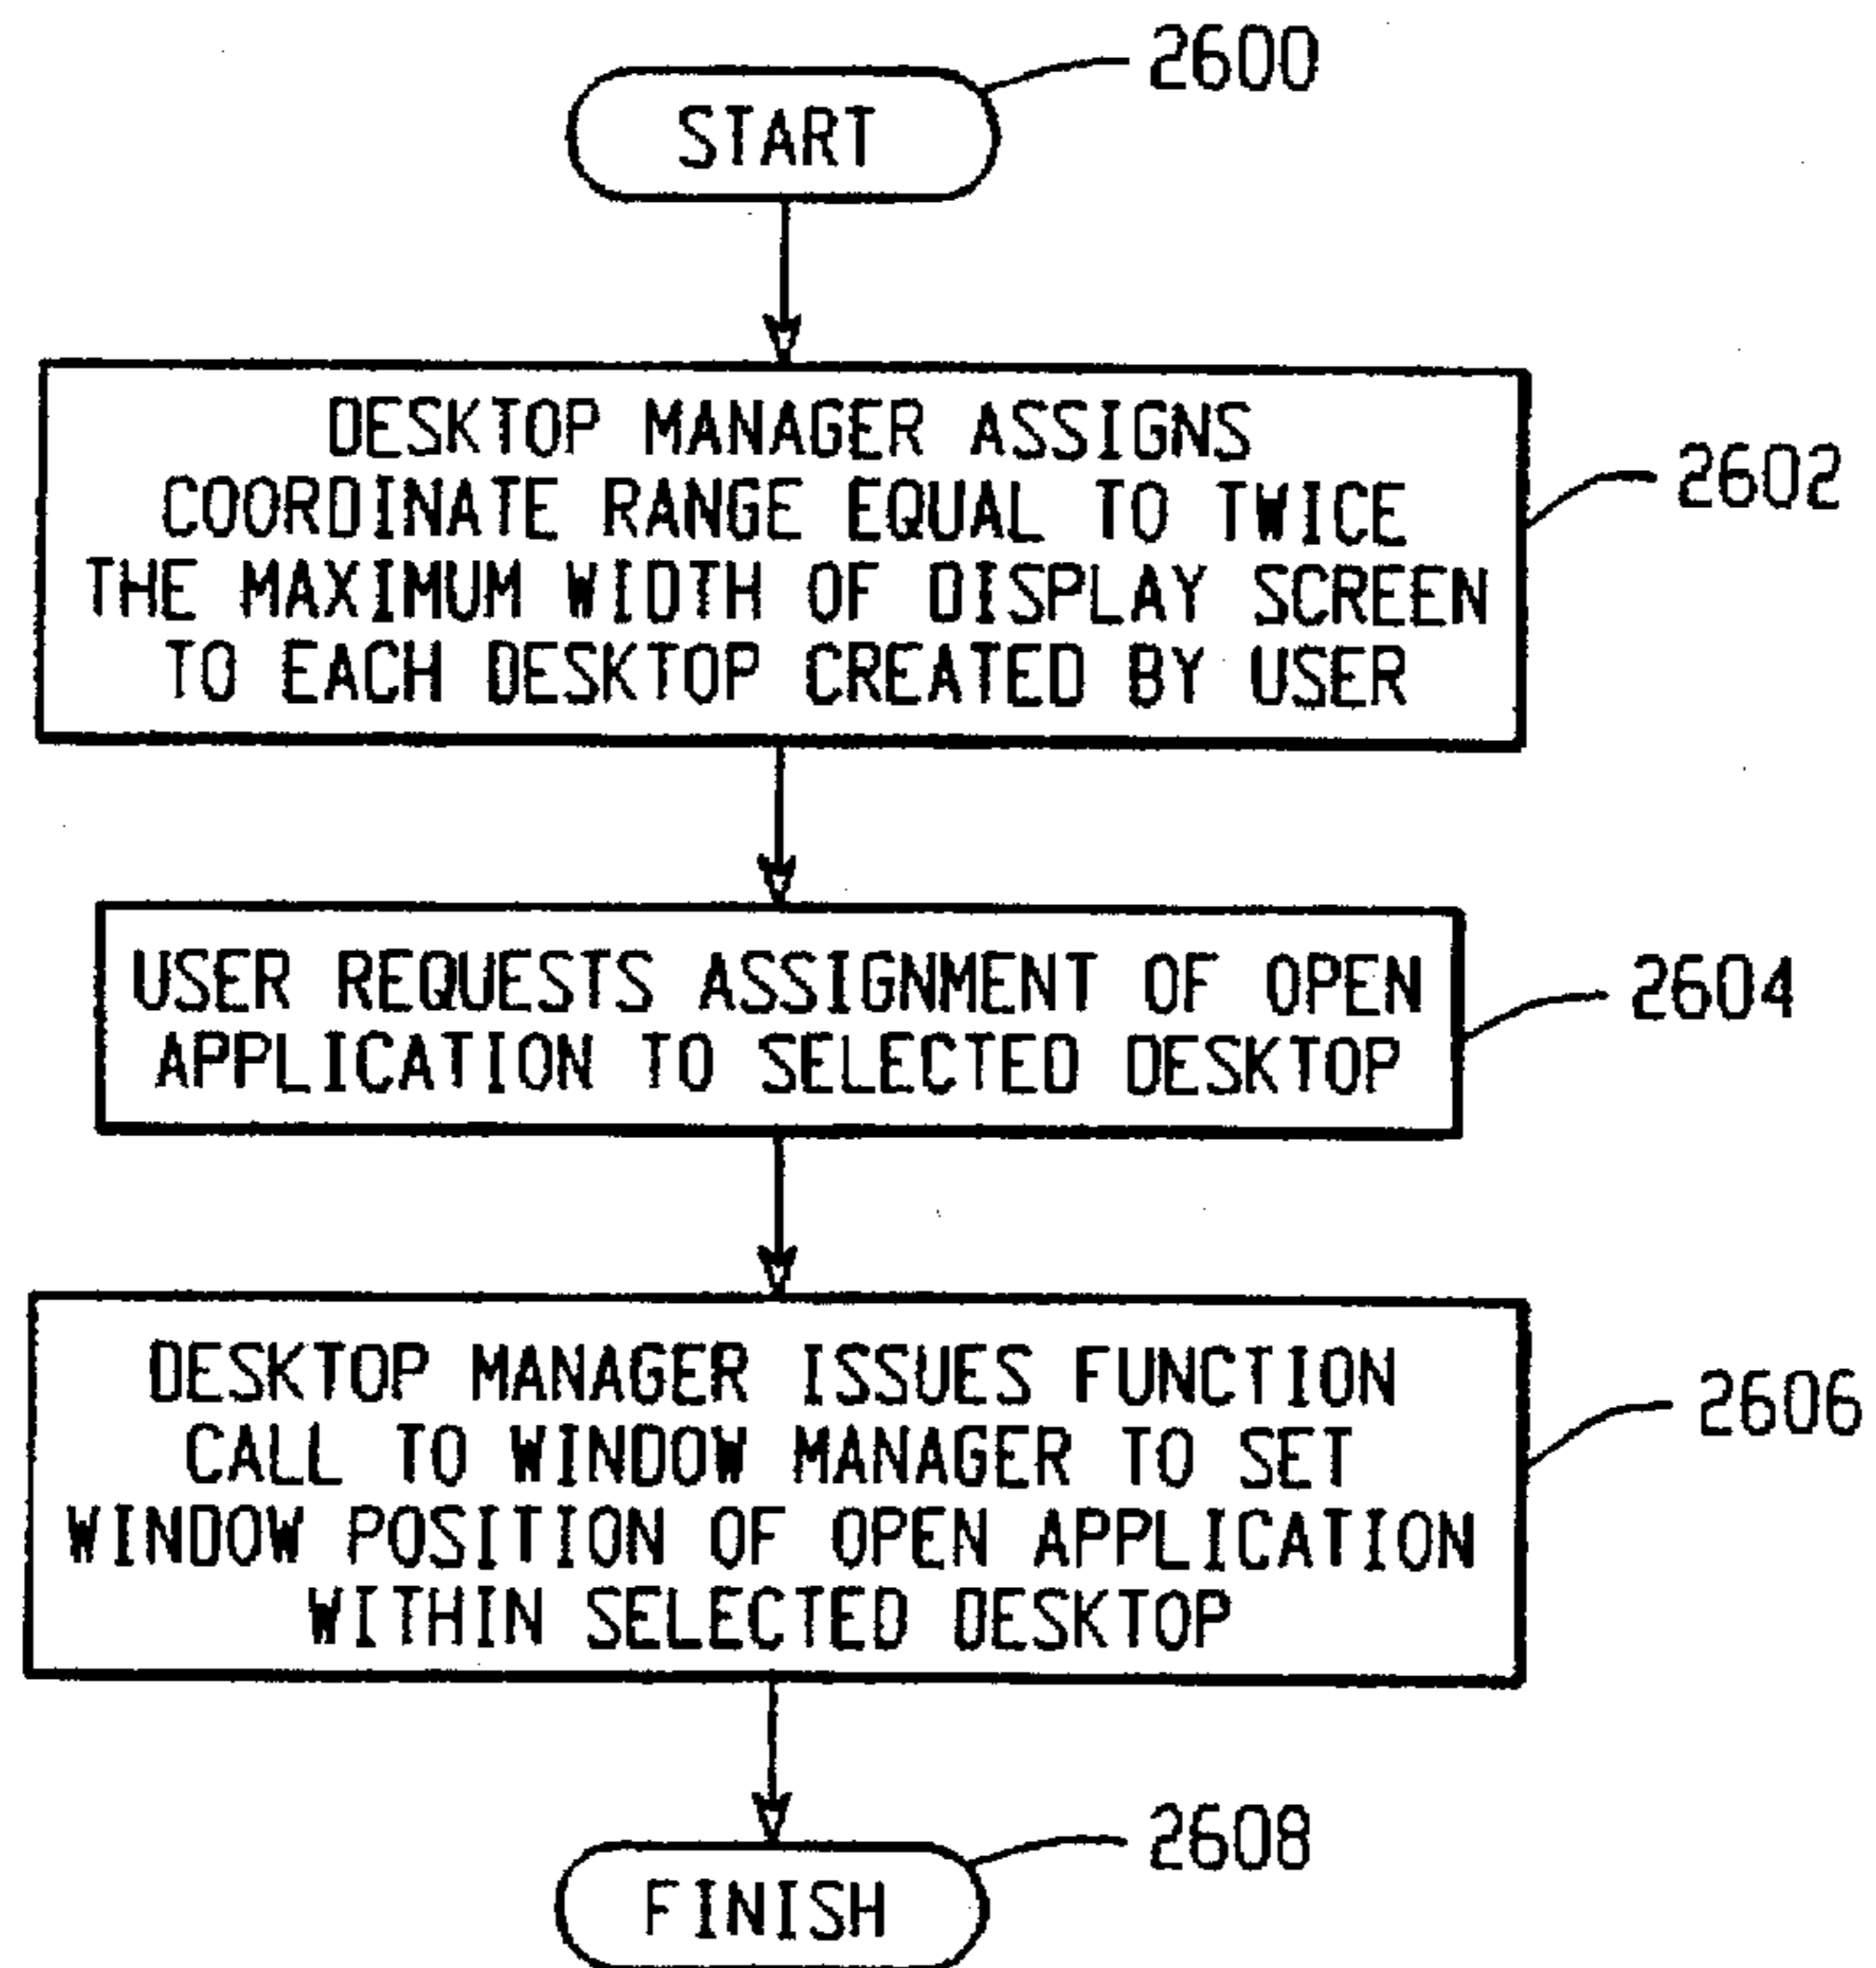 2600
START
DESKTOP MANAGER ASSIGNS
COORDINATE RANGE EQUAL TO TWICE
THE MAXIMUM WIDTH OF DISPLAY SCREEN
TO EACH DESKTOP CREATED BY USER
2602
USER REQUESTS ASSIGNMENT OF OPEN
APPLICATION TO SELECTED DESKTOP
2604
DESKTOP MANAGER ISSUES FUNCTION
CALL TO WINDOW MANAGER TO SET
WINDOW POSITION OF OPEN APPLICATION
WITHIN SELECTED DESKTOP
2606
2608
FINISH